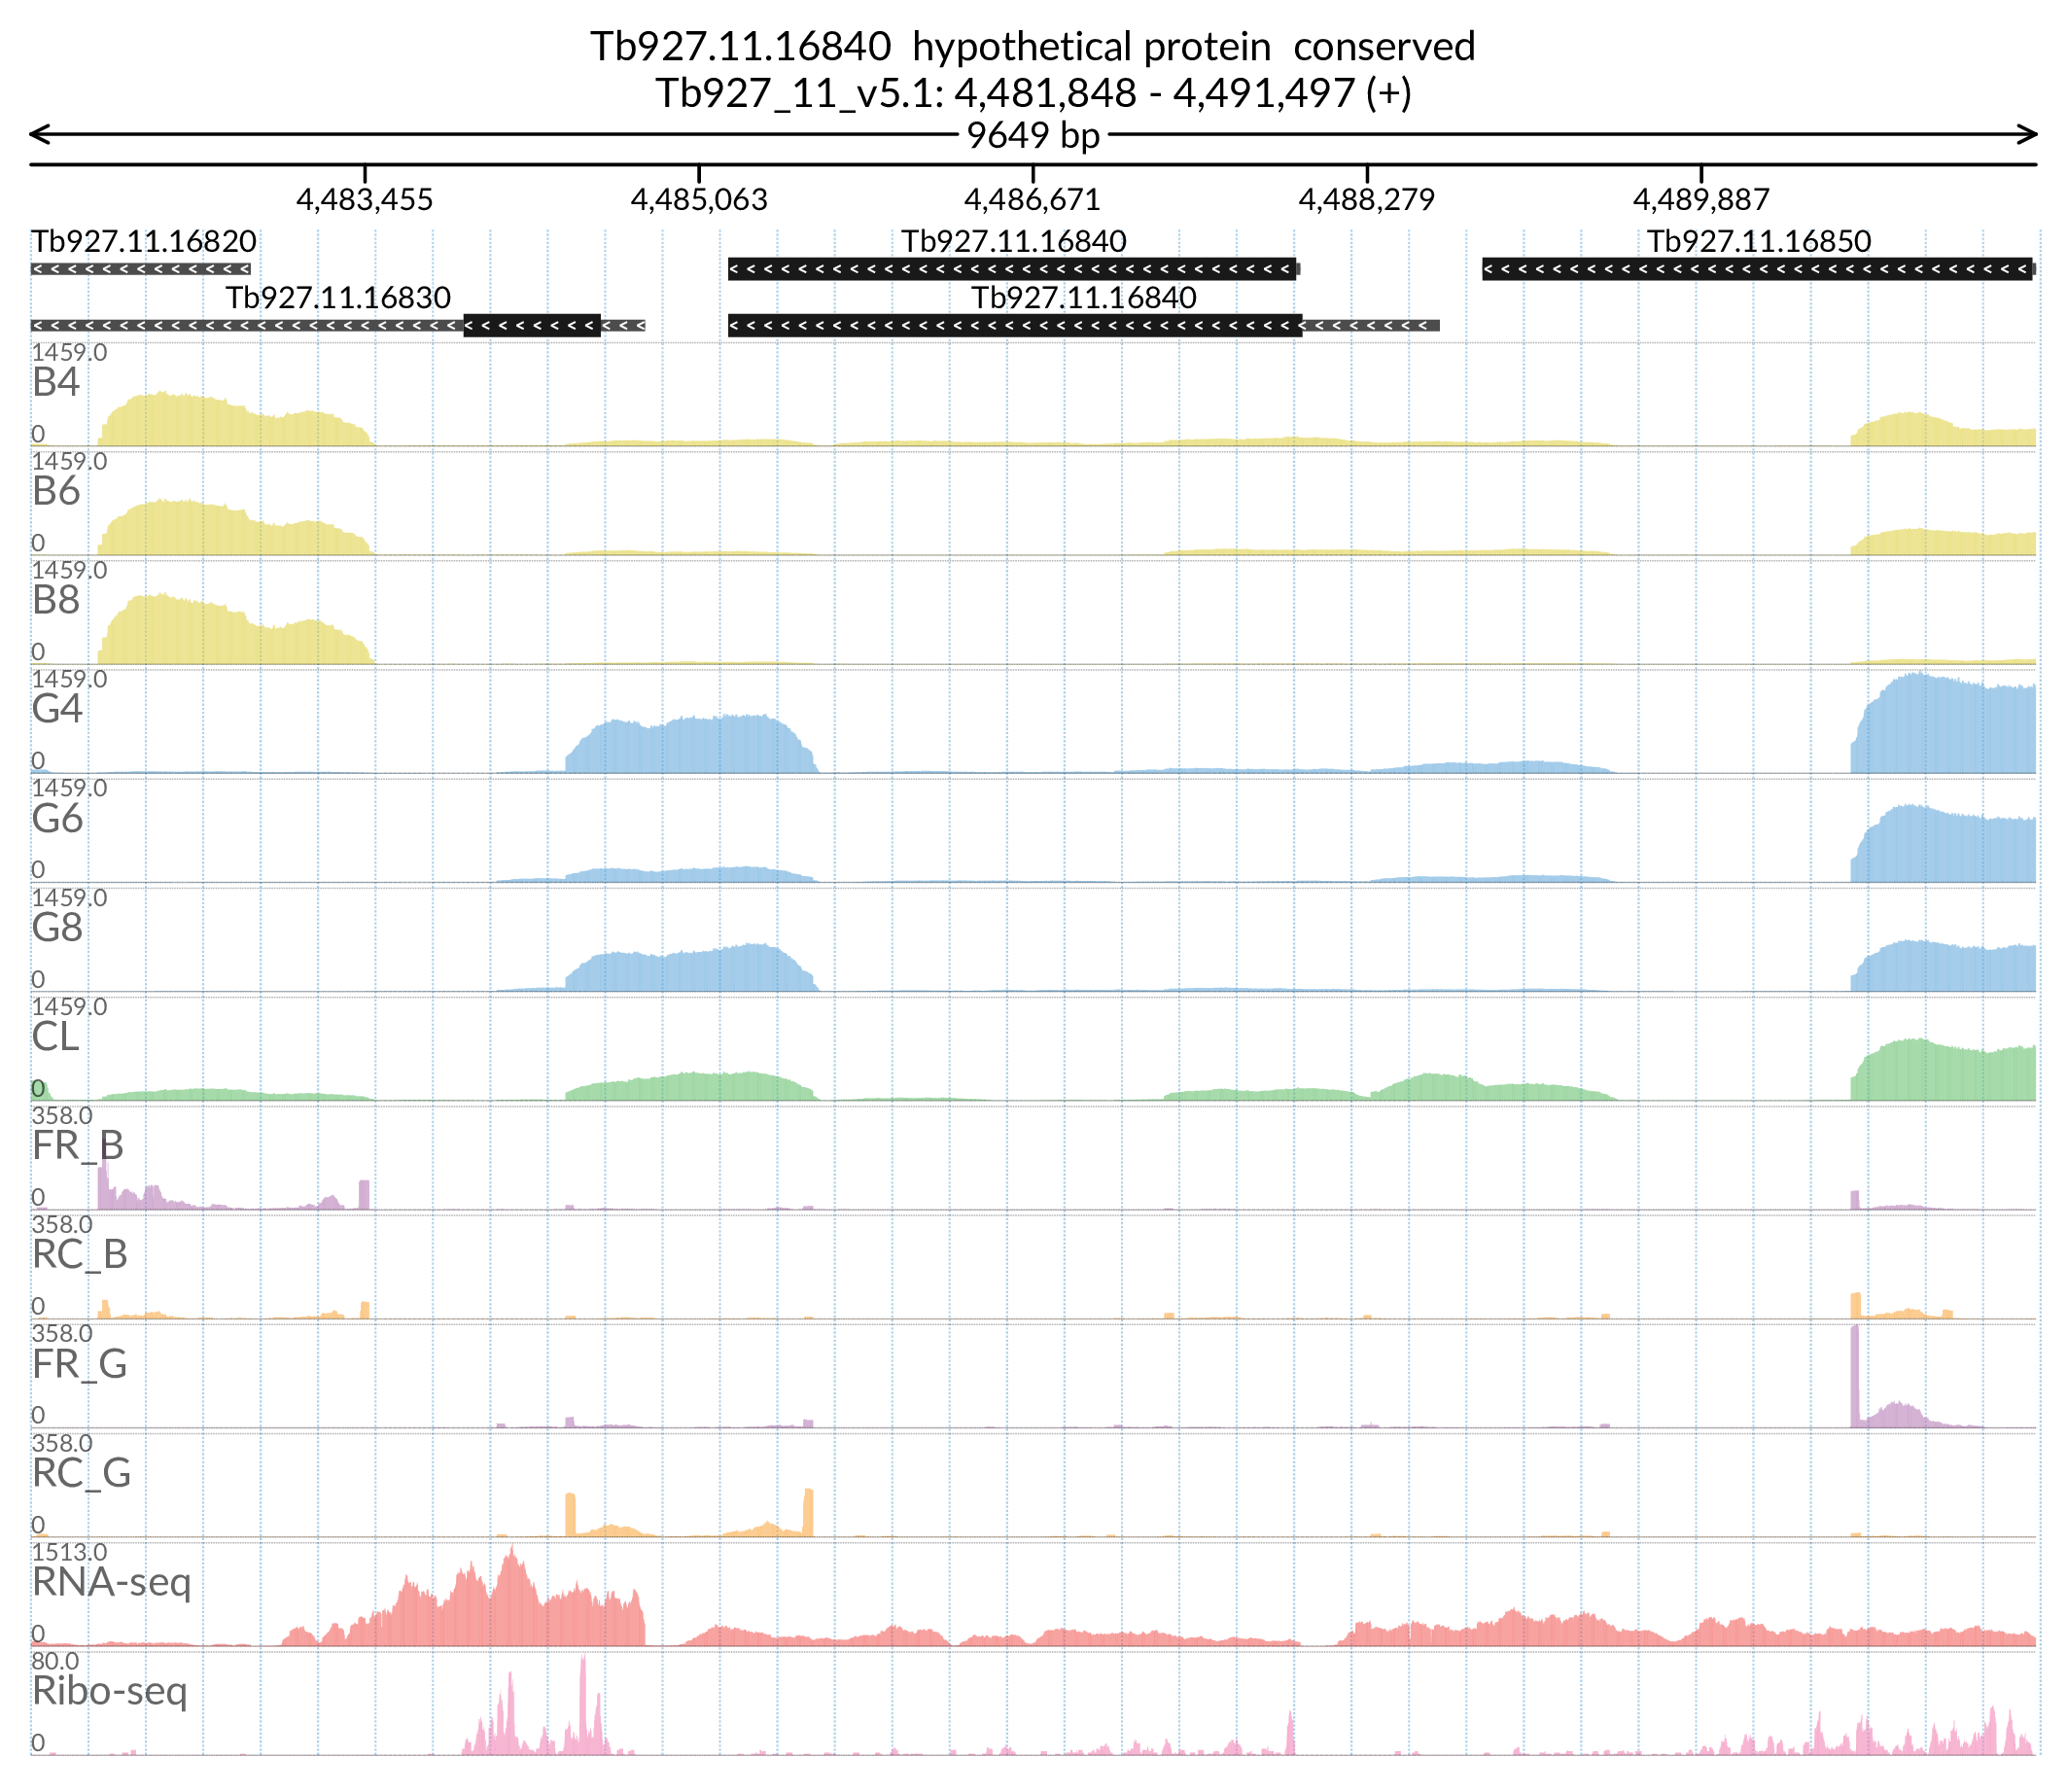 Tb927.11.16840 hypothetical protein conserved
Tb927_11_v5.1: 4,481,848 - 4,491,497 (+)
9649 bp
4,483,455 4,485,063 4,486,671 4,488,279 4,489,887
Tb927.11.16820 Tb927.11.16840 Tb927.11.16850
Tb927.11.16830 Tb927.11.16840
1459.0
B4
0
1459.0
B6
0
1459.0
B8
0
1459.0
G4
0
1459.0
G6
0
1459.0
G8
0
1459.0
CL
0
358.0
FR_B
0
358.0
RC_B
0
358.0
FR_G
0
358.0
RC_G
0
1513.0
RNA-seq
0
80.0
Ribo-seq
0